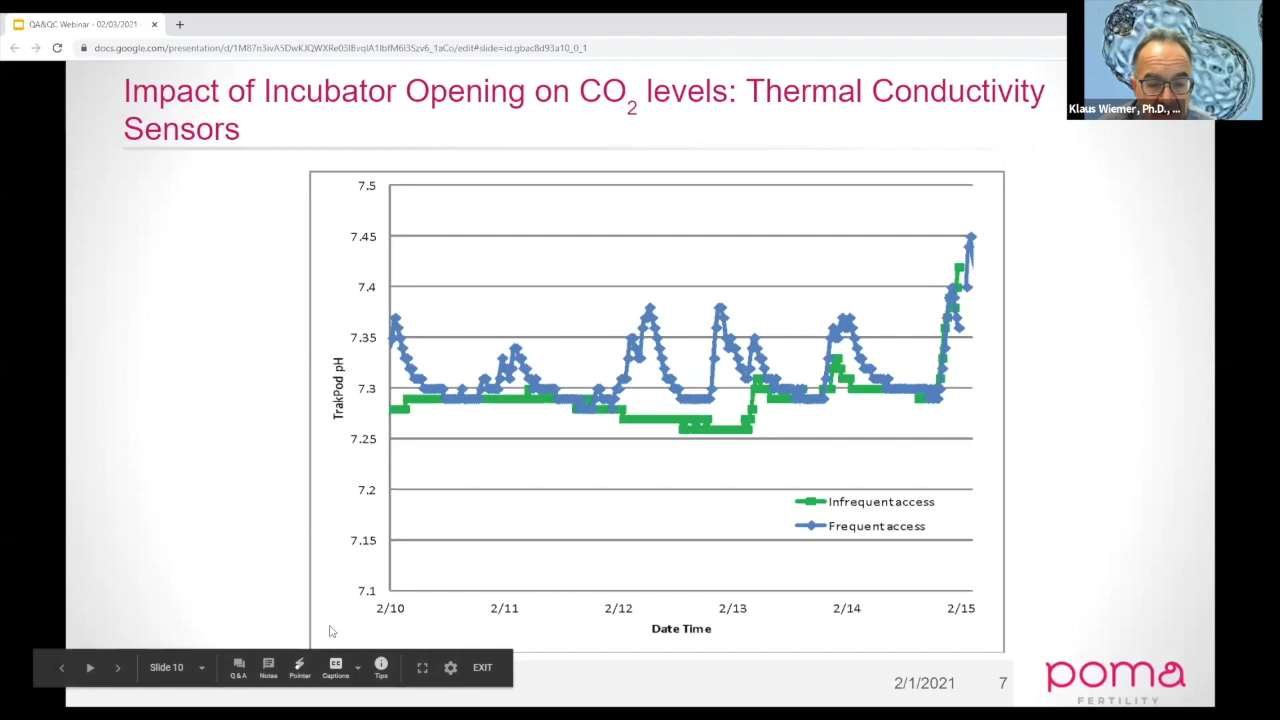 QA&QC Webinar - 02/03/2021 -
docs.google.com/presentation/d/1M87n3ivA5DwKJQWXRe03IBvqIA1IbfM6I3Szv6_1aCo/edit#slide=id.gbac8d93a10_0_1
Klaus Wiemer, Ph.D., ...
Impact of Incubator Opening on CO2 levels: Thermal Conductivity
Sensors
7.5
7.45
7.4
7.35
7.3
7.25
7.2
7.15
7.1
TrakPod pH
Infrequent access
Frequent access
2/10 2/11 2/12 2/13 2/14 2/15
Date Time
Slide 10
Q & A Notes Pointer Captions Tips EXIT
2/1/2021 7
poma
FERTILITY